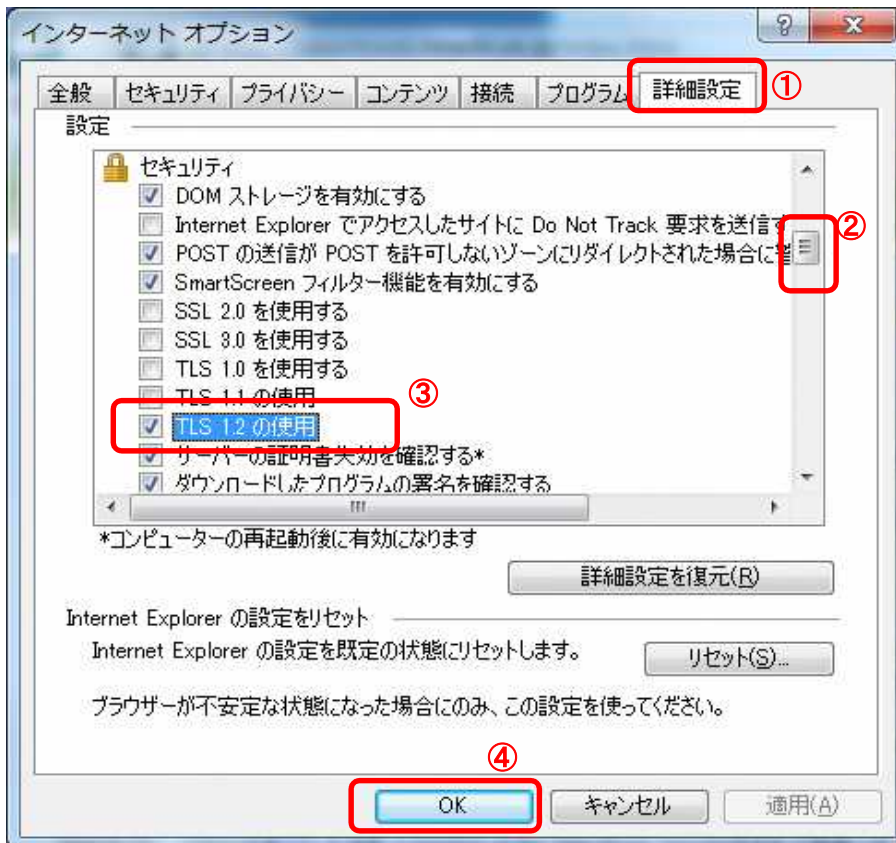 インターネット オプション
全般 セキュリティ プライバシー コンテンツ 接続 プログラム 詳細設定 ①
設定
セキュリティ
DOM ストレージを有効にする
Internet Explorer でアクセスしたサイトに Do Not Track 要求を送信す
②
POST の送信が POST を許可しないゾーンにリダイレクトされた場合に警
SmartScreen フィルター機能を有効にする
SSL 2.0 を使用する
SSL 3.0 を使用する
TLS 1.0 を使用する
③
TLS 1.1 の使用
TLS 1.2 の使用
サーバーの証明書失効を確認する*
ダウンロードしたプログラムの署名を確認する
*コンピューターの再起動後に有効になります
詳細設定を復元(R)
Internet Explorer の設定をリセット
Internet Explorer の設定を既定の状態にリセットします。
リセット(S)...
ブラウザーが不安定な状態になった場合にのみ、この設定を使ってください。
④
OK キャンセル 適用(A)